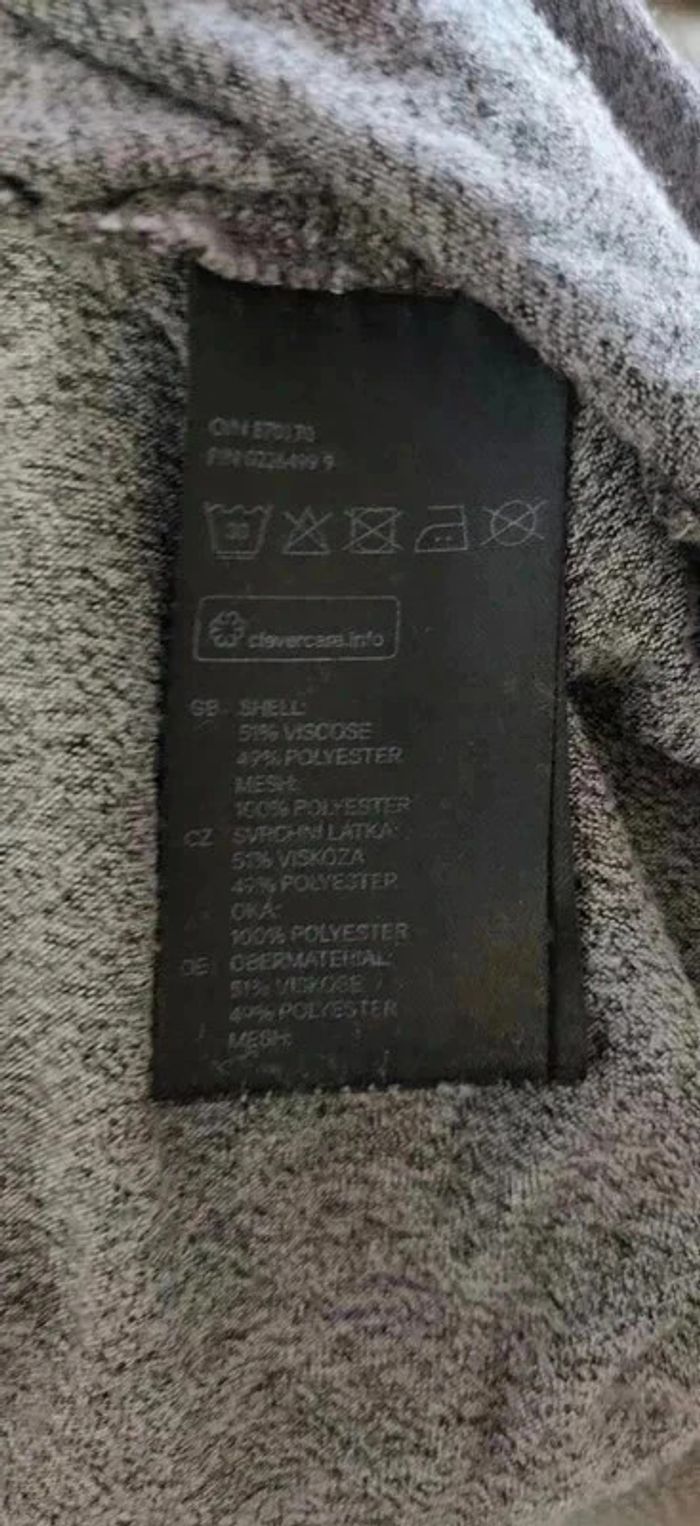 GB SHELL:
51% VISCOSE
49% POLYESTER
MESH:
100% POLYESTER
CZ SVRCHNÍ LÁTKA:
51% VISKÓZA
49% POLYESTER
OKA:
100% POLYESTER
DE OBERMATERIAL:
51% VISKOSE
49% POLYESTER
MESH:
clevercare.info